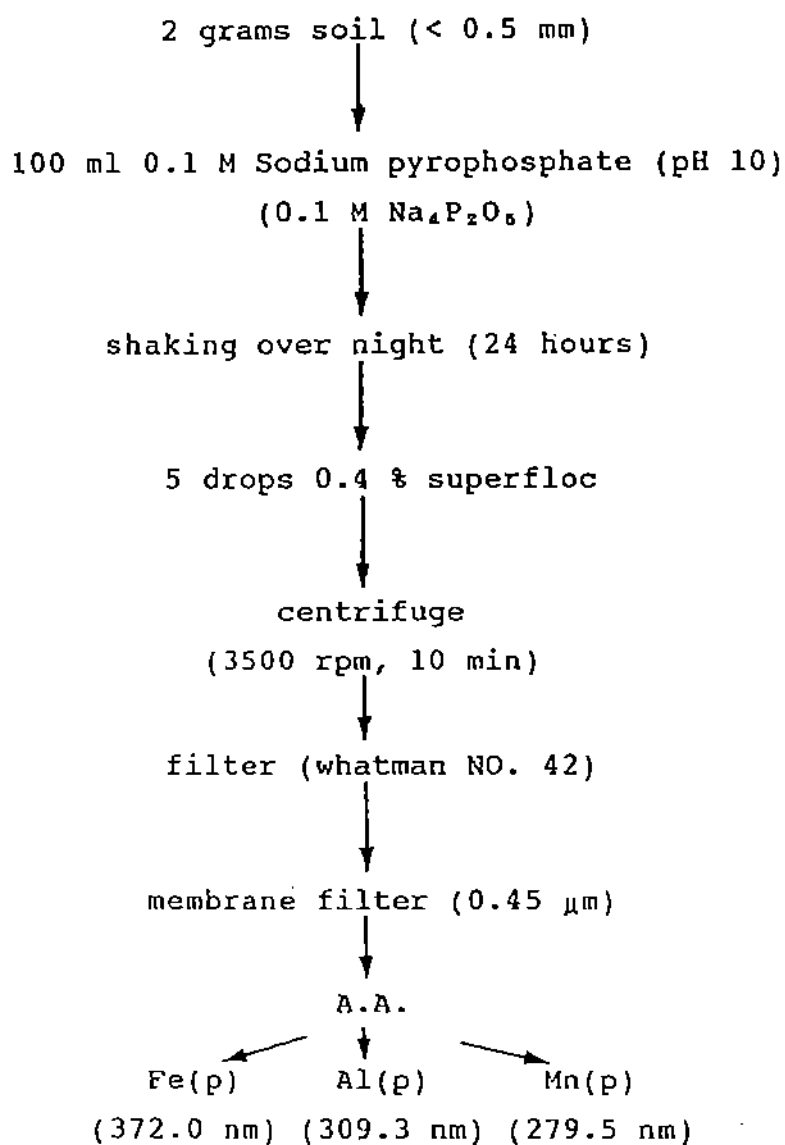 2 grams soil (< 0.5 mm)
100 ml 0.1 M Sodium pyrophosphate (pH 10)
(0.1 M Na₄P₂O₅)
shaking over night (24 hours)
5 drops 0.4 % superfloc
centrifuge
(3500 rpm, 10 min)
filter (whatman NO. 42)
membrane filter (0.45 μm)
A.A.
Fe(p) Al(p) Mn(p)
(372.0 nm) (309.3 nm) (279.5 nm)